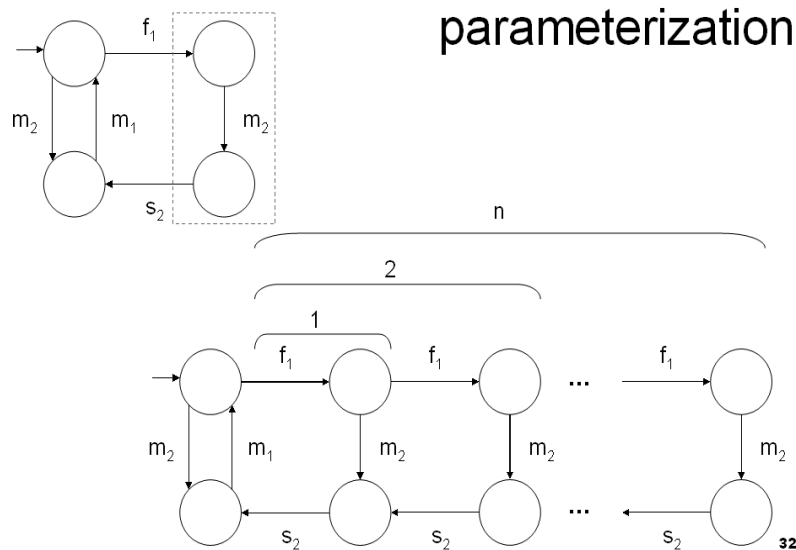 parameterization
f₁
m₂ m₁ m₂
s₂
n
2
1
f₁ f₁ ... f₁
m₂ m₁ m₂ m₂ m₂
s₂ s₂ ... s₂
32